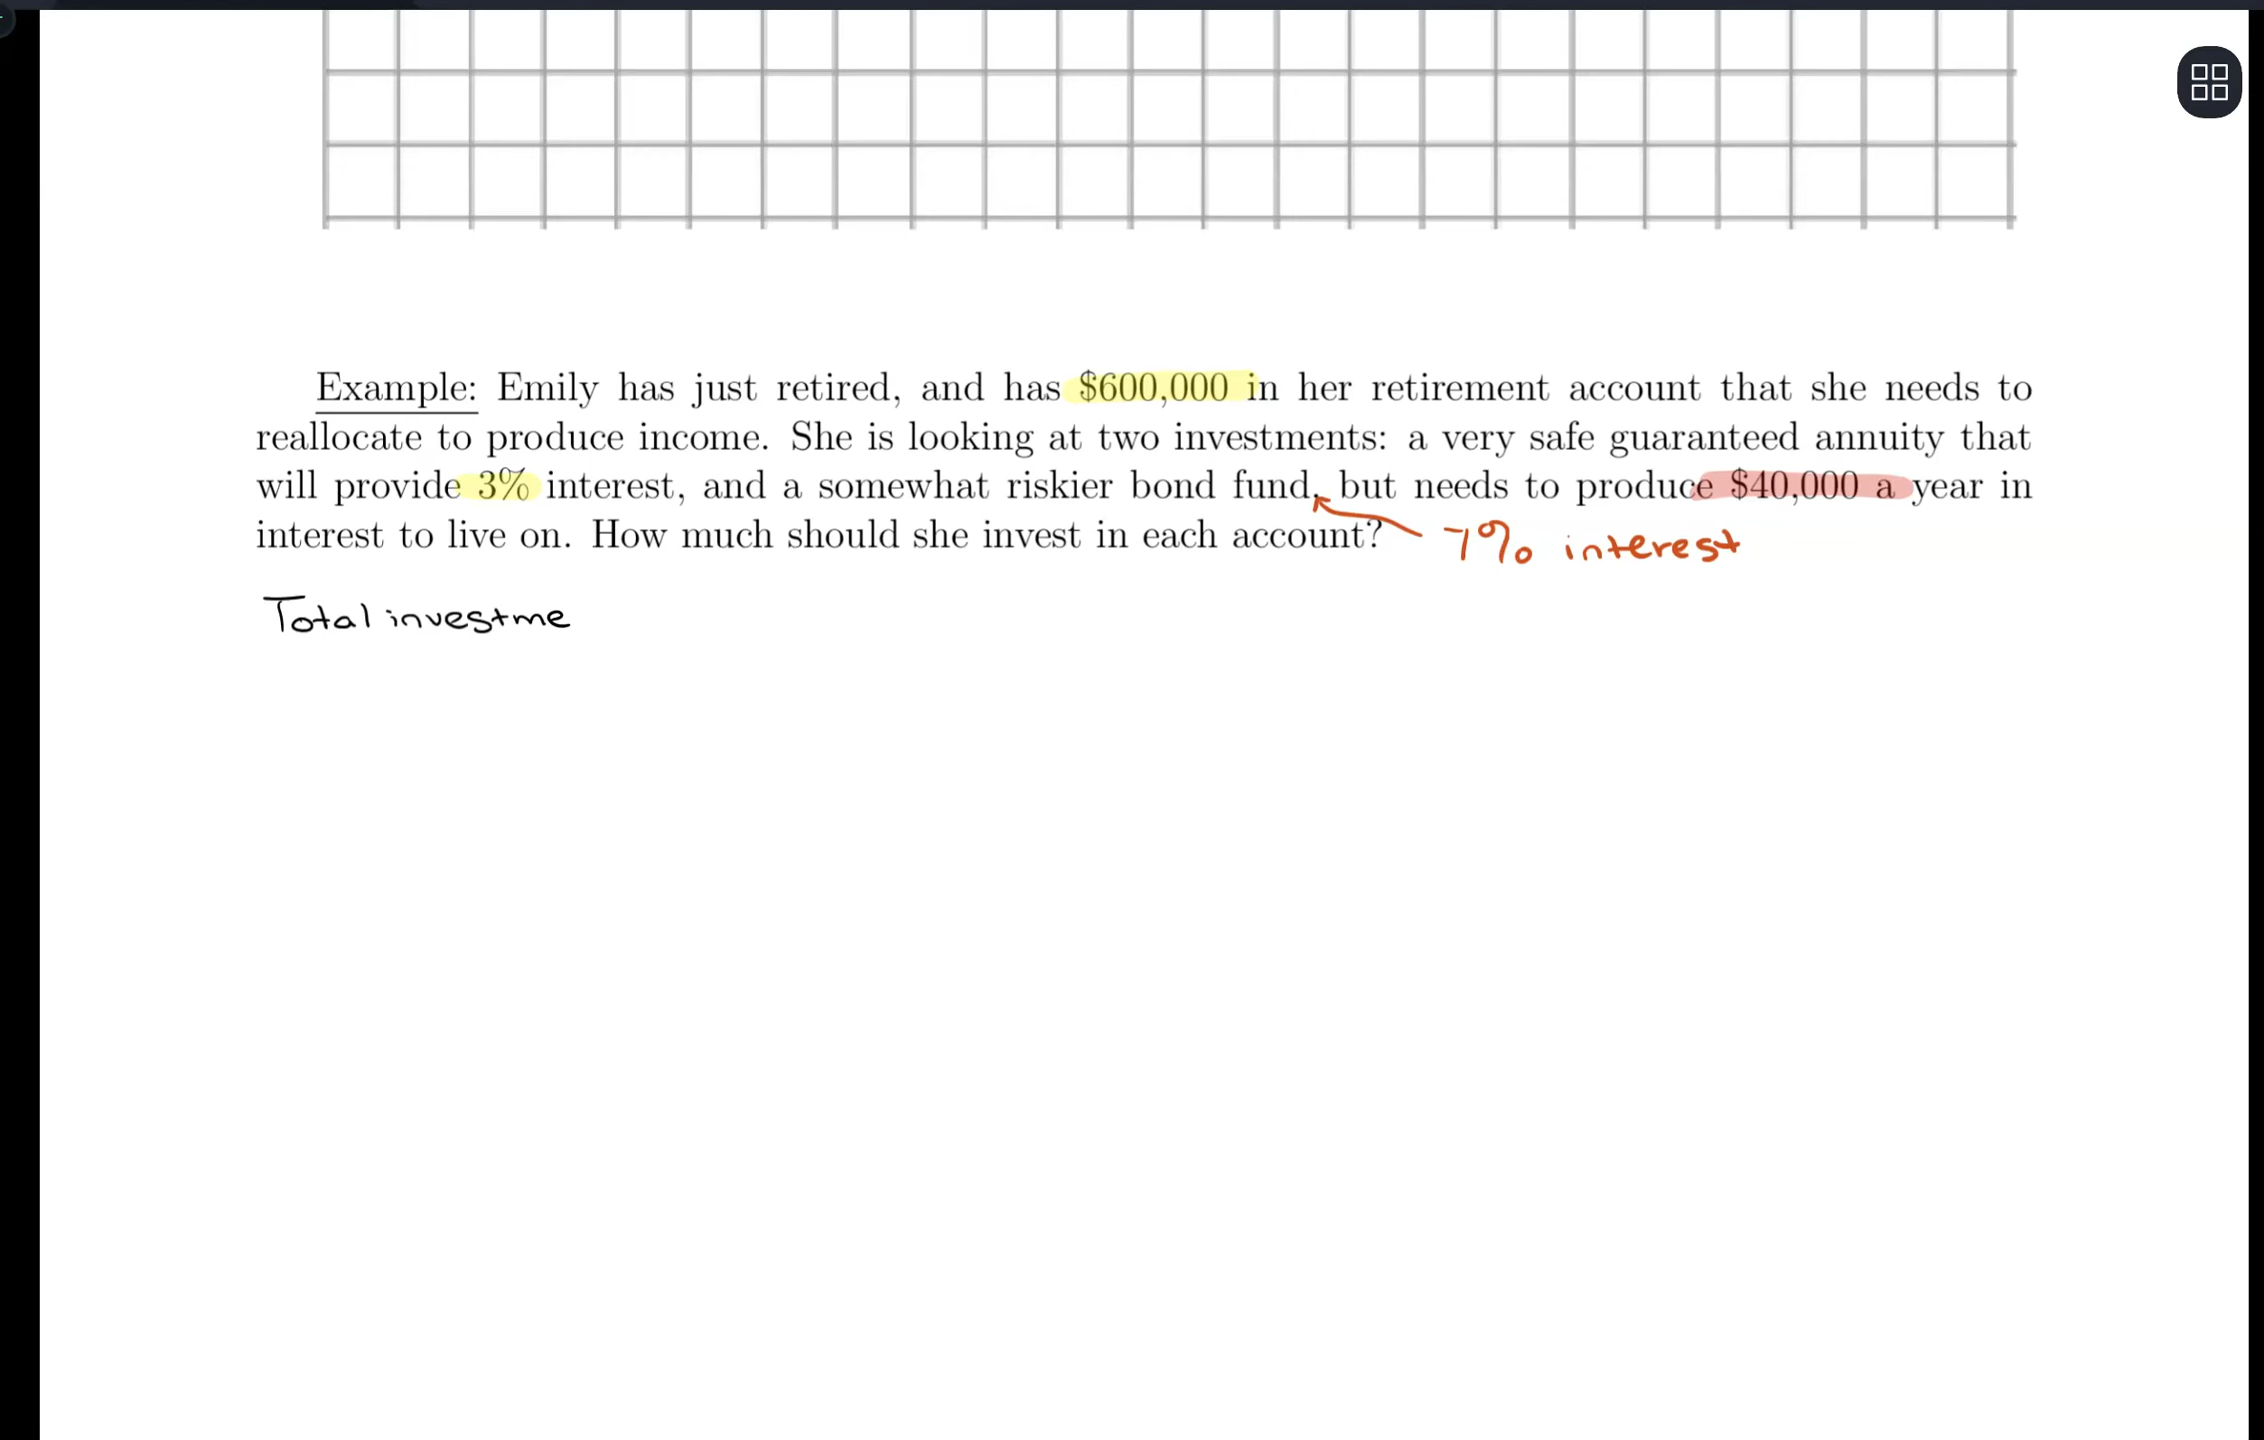 Example: Emily has just retired, and has $600,000 in her retirement account that she needs to
reallocate to produce income. She is looking at two investments: a very safe guaranteed annuity that
will provide 3% interest, and a somewhat riskier bond fund, but needs to produce $40,000 a year in
interest to live on. How much should she invest in each account?
7% interest
Total investme